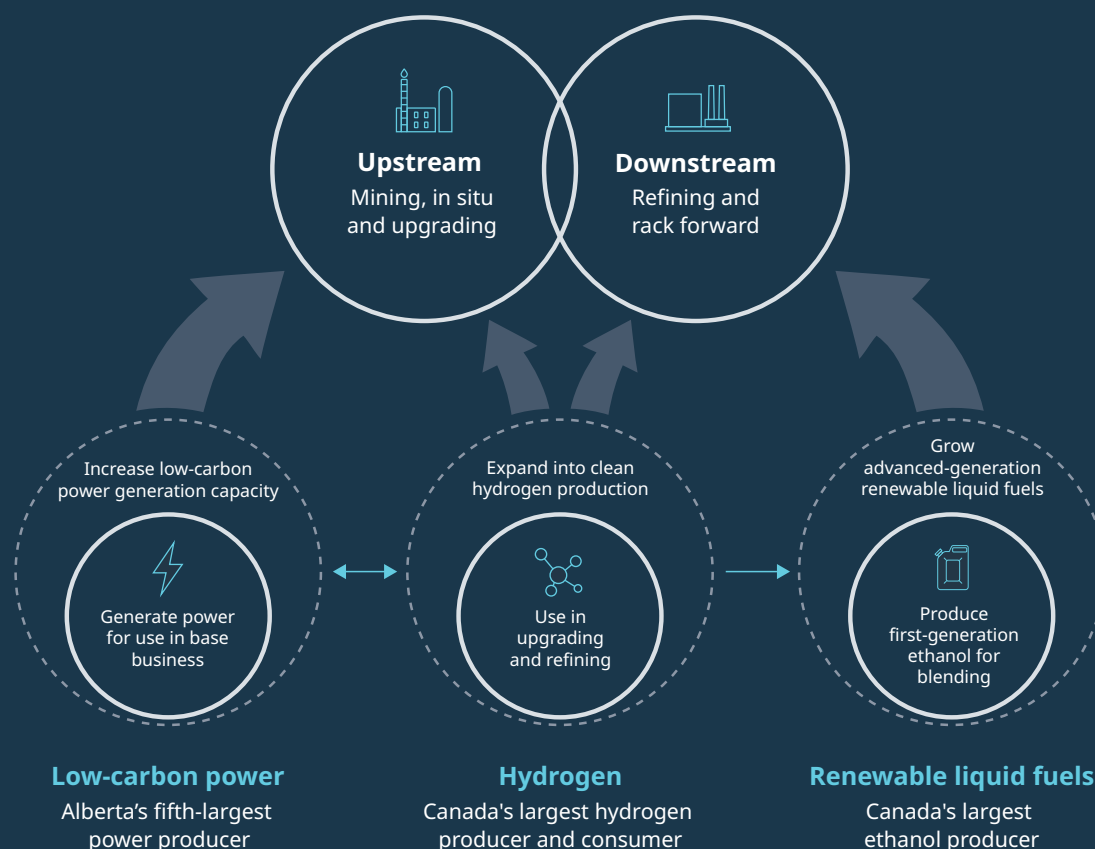 Upstream
Mining, in situ
and upgrading
Downstream
Refining and
rack forward
Increase low-carbon
power generation capacity
Generate power
for use in base
business
Low-carbon power
Alberta’s fifth-largest
power producer
Expand into clean
hydrogen production
Use in
upgrading
and refining
Hydrogen
Canada's largest hydrogen
producer and consumer
Grow
advanced-generation
renewable liquid fuels
Produce
first-generation
ethanol for
blending
Renewable liquid fuels
Canada's largest
ethanol producer